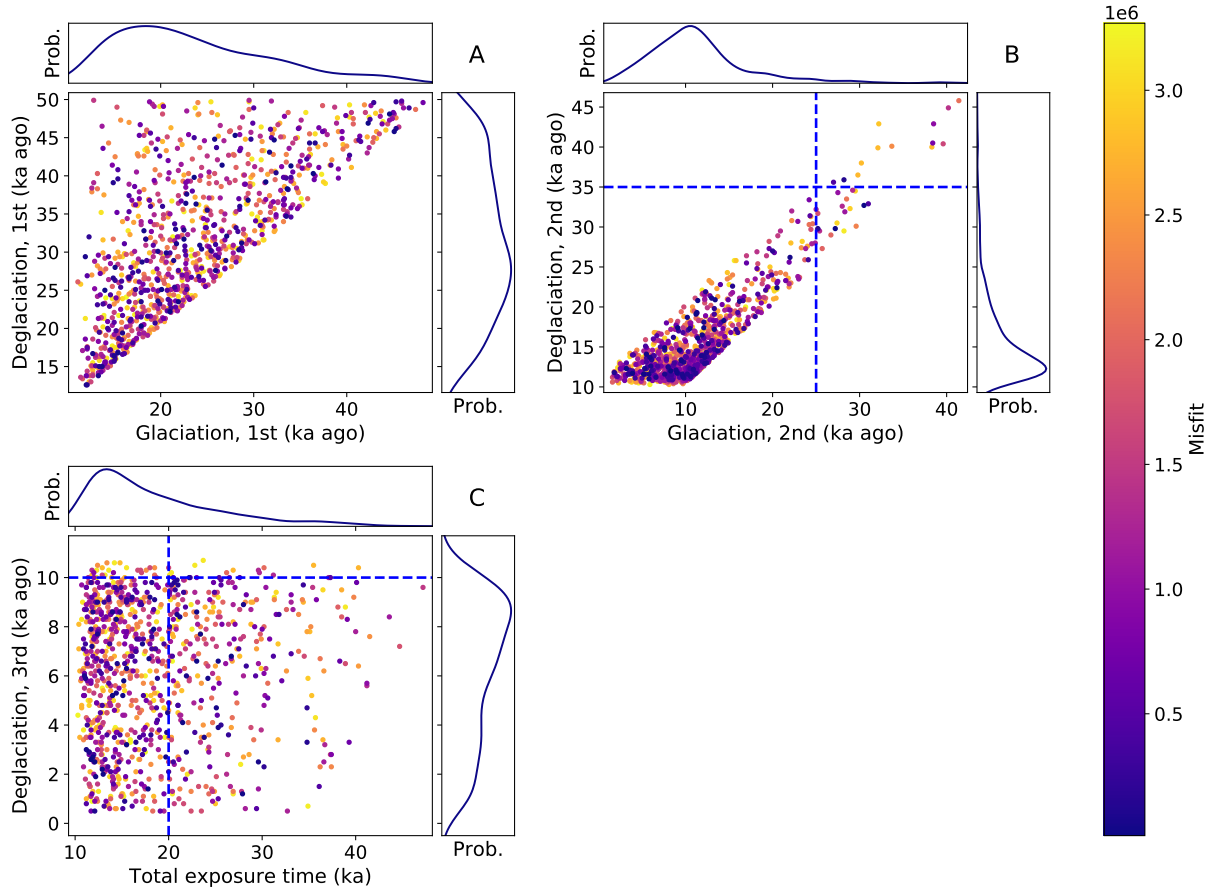 Prob.
A
Deglaciation, 1st (ka ago)
50
45
40
35
30
25
20
15
20
30
40
Glaciation, 1st (ka ago)
Prob.
Prob.
B
Deglaciation, 2nd (ka ago)
45
40
35
30
25
20
15
10
10
20
30
40
Glaciation, 2nd (ka ago)
Prob.
Prob.
C
Deglaciation, 3rd (ka ago)
10
8
6
4
2
0
10
20
30
40
Total exposure time (ka)
Prob.
1e6
3.0
2.5
2.0
1.5
1.0
0.5
Misfit